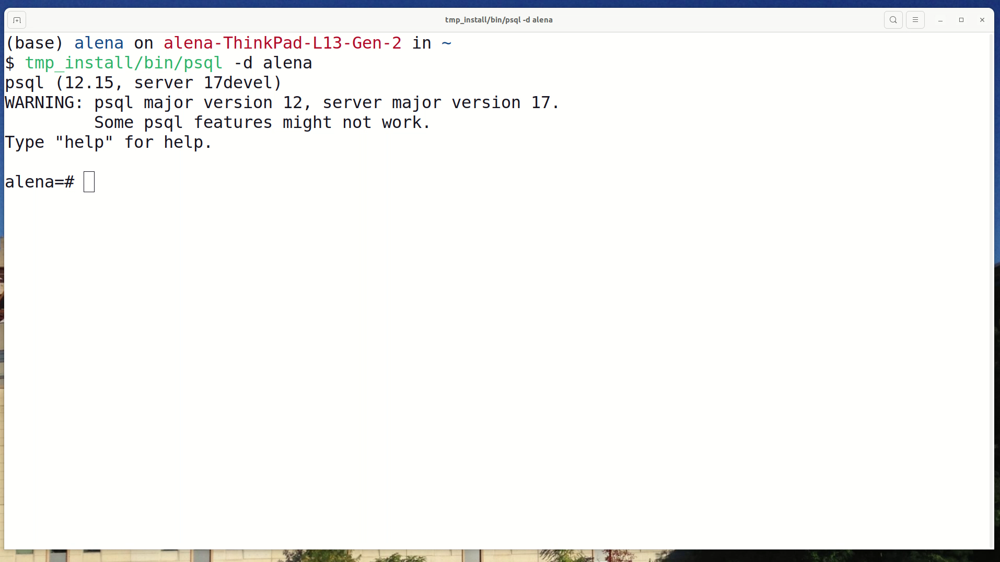 tmp_install/bin/psql -d alena
(base) alena on alena-ThinkPad-L13-Gen-2 in ~
$ tmp_install/bin/psql -d alena
psql (12.15, server 17devel)
WARNING: psql major version 12, server major version 17.
         Some psql features might not work.
Type "help" for help.
alena=#